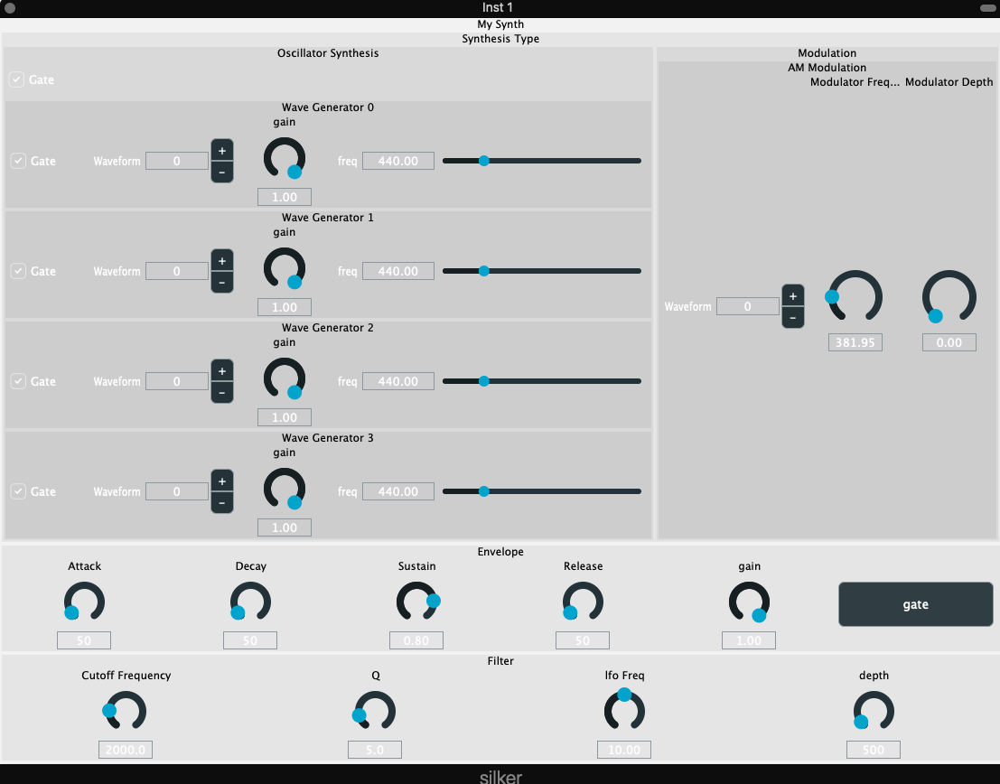 Inst 1
My Synth
Synthesis Type
Oscillator Synthesis
Gate
Wave Generator 0
gain
Gate Waveform 0 + - freq 440.00
1.00
Wave Generator 1
gain
Gate Waveform 0 + - freq 440.00
1.00
Wave Generator 2
gain
Gate Waveform 0 + - freq 440.00
1.00
Wave Generator 3
gain
Gate Waveform 0 + - freq 440.00
1.00
Modulation
AM Modulation
Modulator Freq... Modulator Depth
Waveform 0 + -
381.95 0.00
Envelope
Attack Decay Sustain Release gain
gate
50 50 0.80 50 1.00
Filter
Cutoff Frequency Q lfo Freq depth
2000.0 5.0 10.00 500
silker